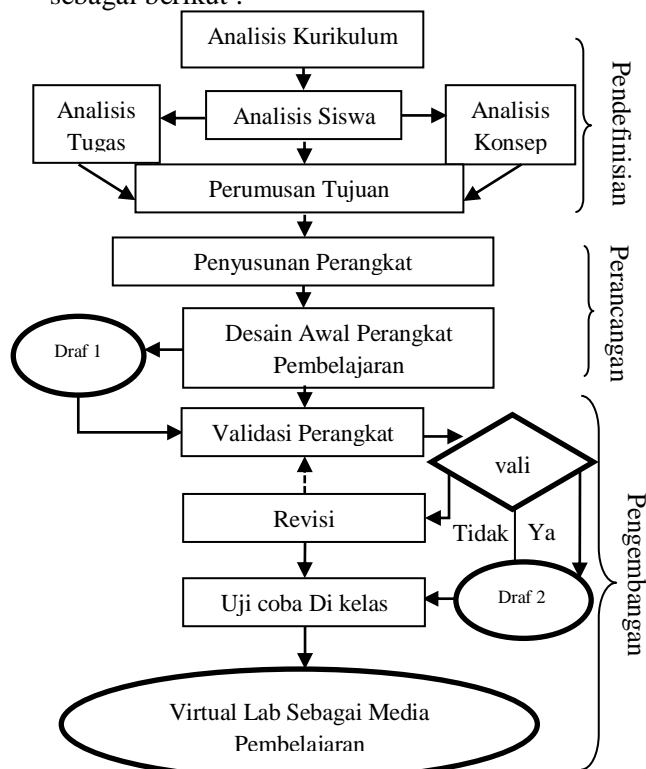 sebagai berikut :
Analisis Kurikulum
Analisis
Tugas
Analisis Siswa
Analisis
Konsep
Perumusan Tujuan
Pendefinisian
Penyusunan Perangkat
Desain Awal Perangkat
Pembelajaran
Draf 1
Perancangan
Validasi Perangkat
vali
Revisi
Tidak
Ya
Uji coba Di kelas
Draf 2
Pengembangan
Virtual Lab Sebagai Media
Pembelajaran